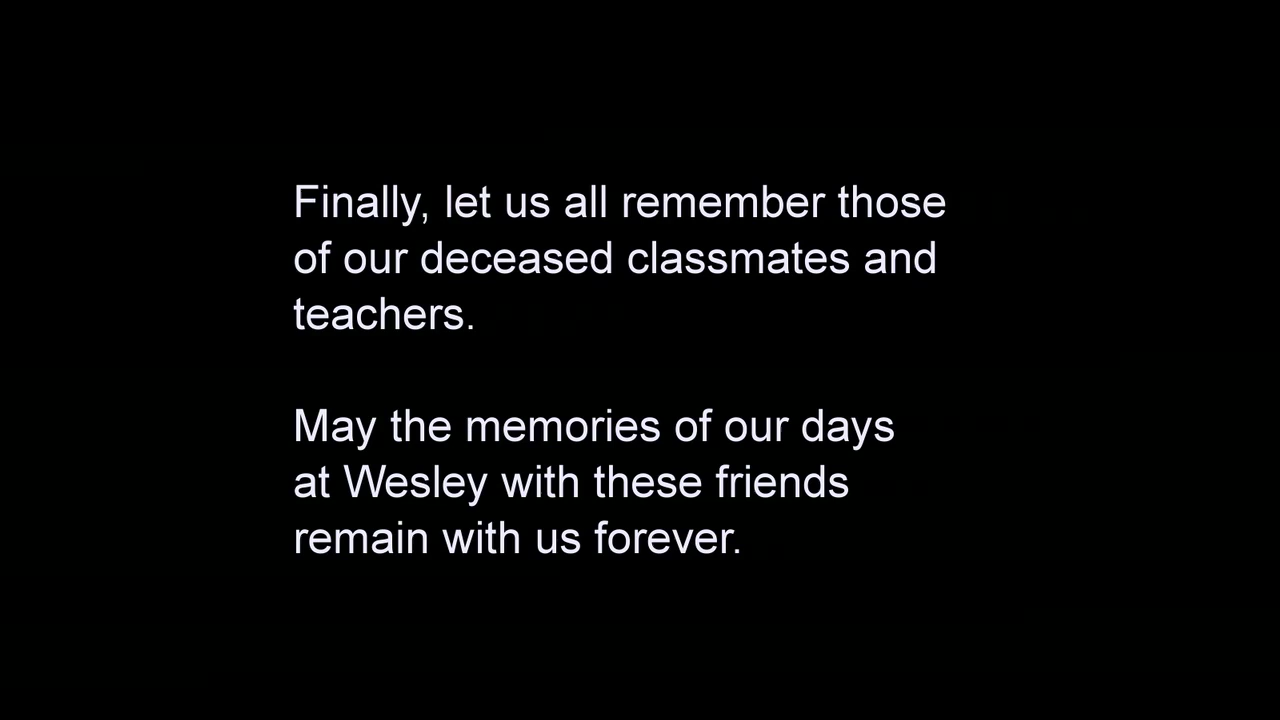 Finally, let us all remember those
of our deceased classmates and
teachers.
May the memories of our days
at Wesley with these friends
remain with us forever.